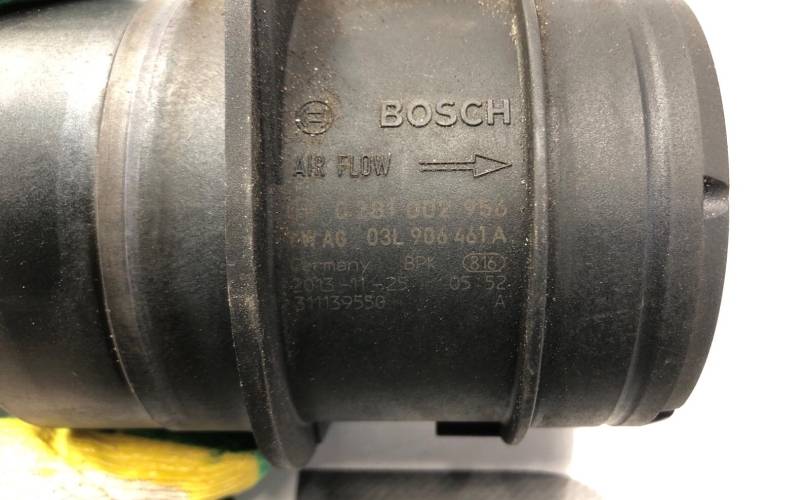 BOSCH
AIR FLOW
0 281 002 956
VW AG 03L 906 461 A
Germany BPK 816
2013-11-25 05:52
311139550 A